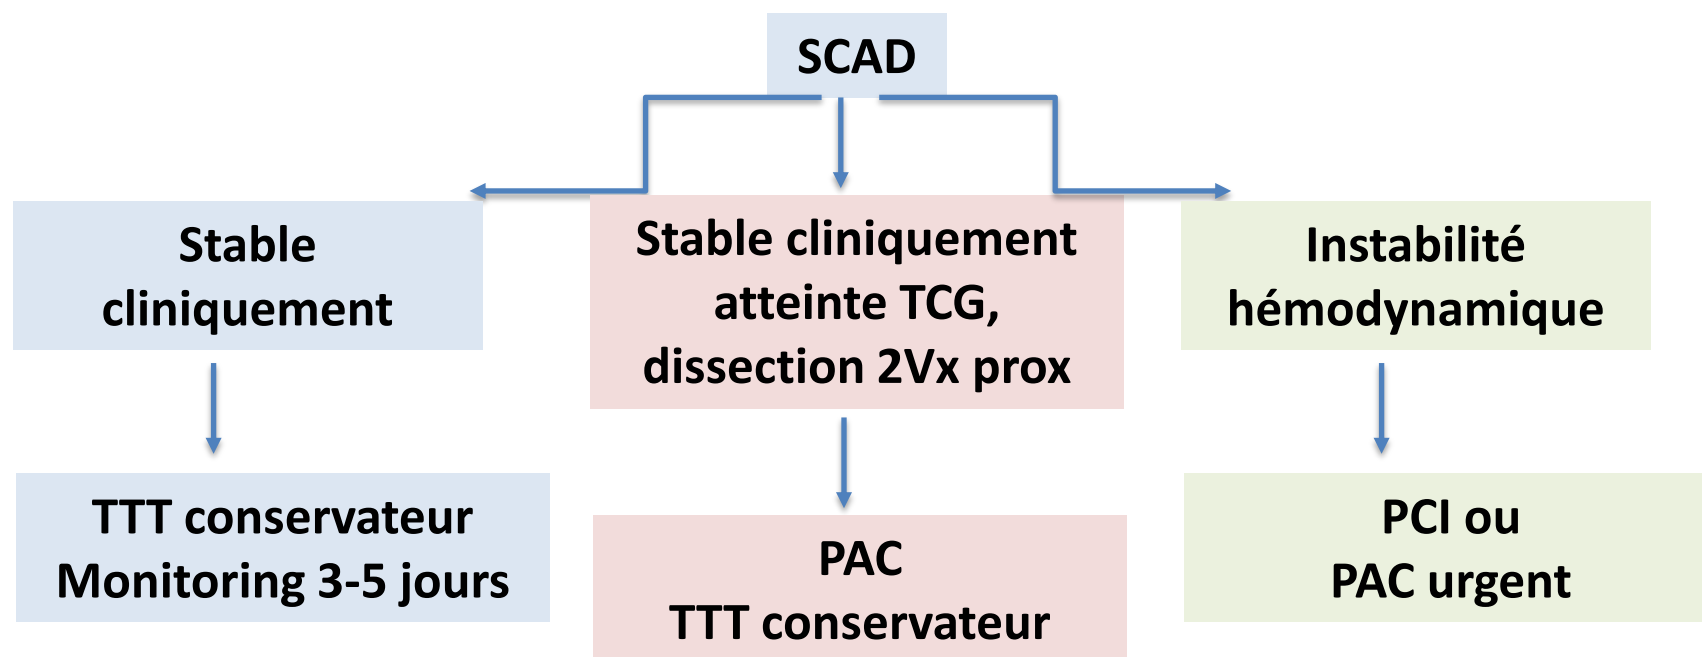 SCAD
Stable
cliniquement
Stable cliniquement
atteinte TCG,
dissection 2Vx prox
Instabilité
hémodynamique
TTT conservateur
Monitoring 3-5 jours
PAC
TTT conservateur
PCI ou
PAC urgent